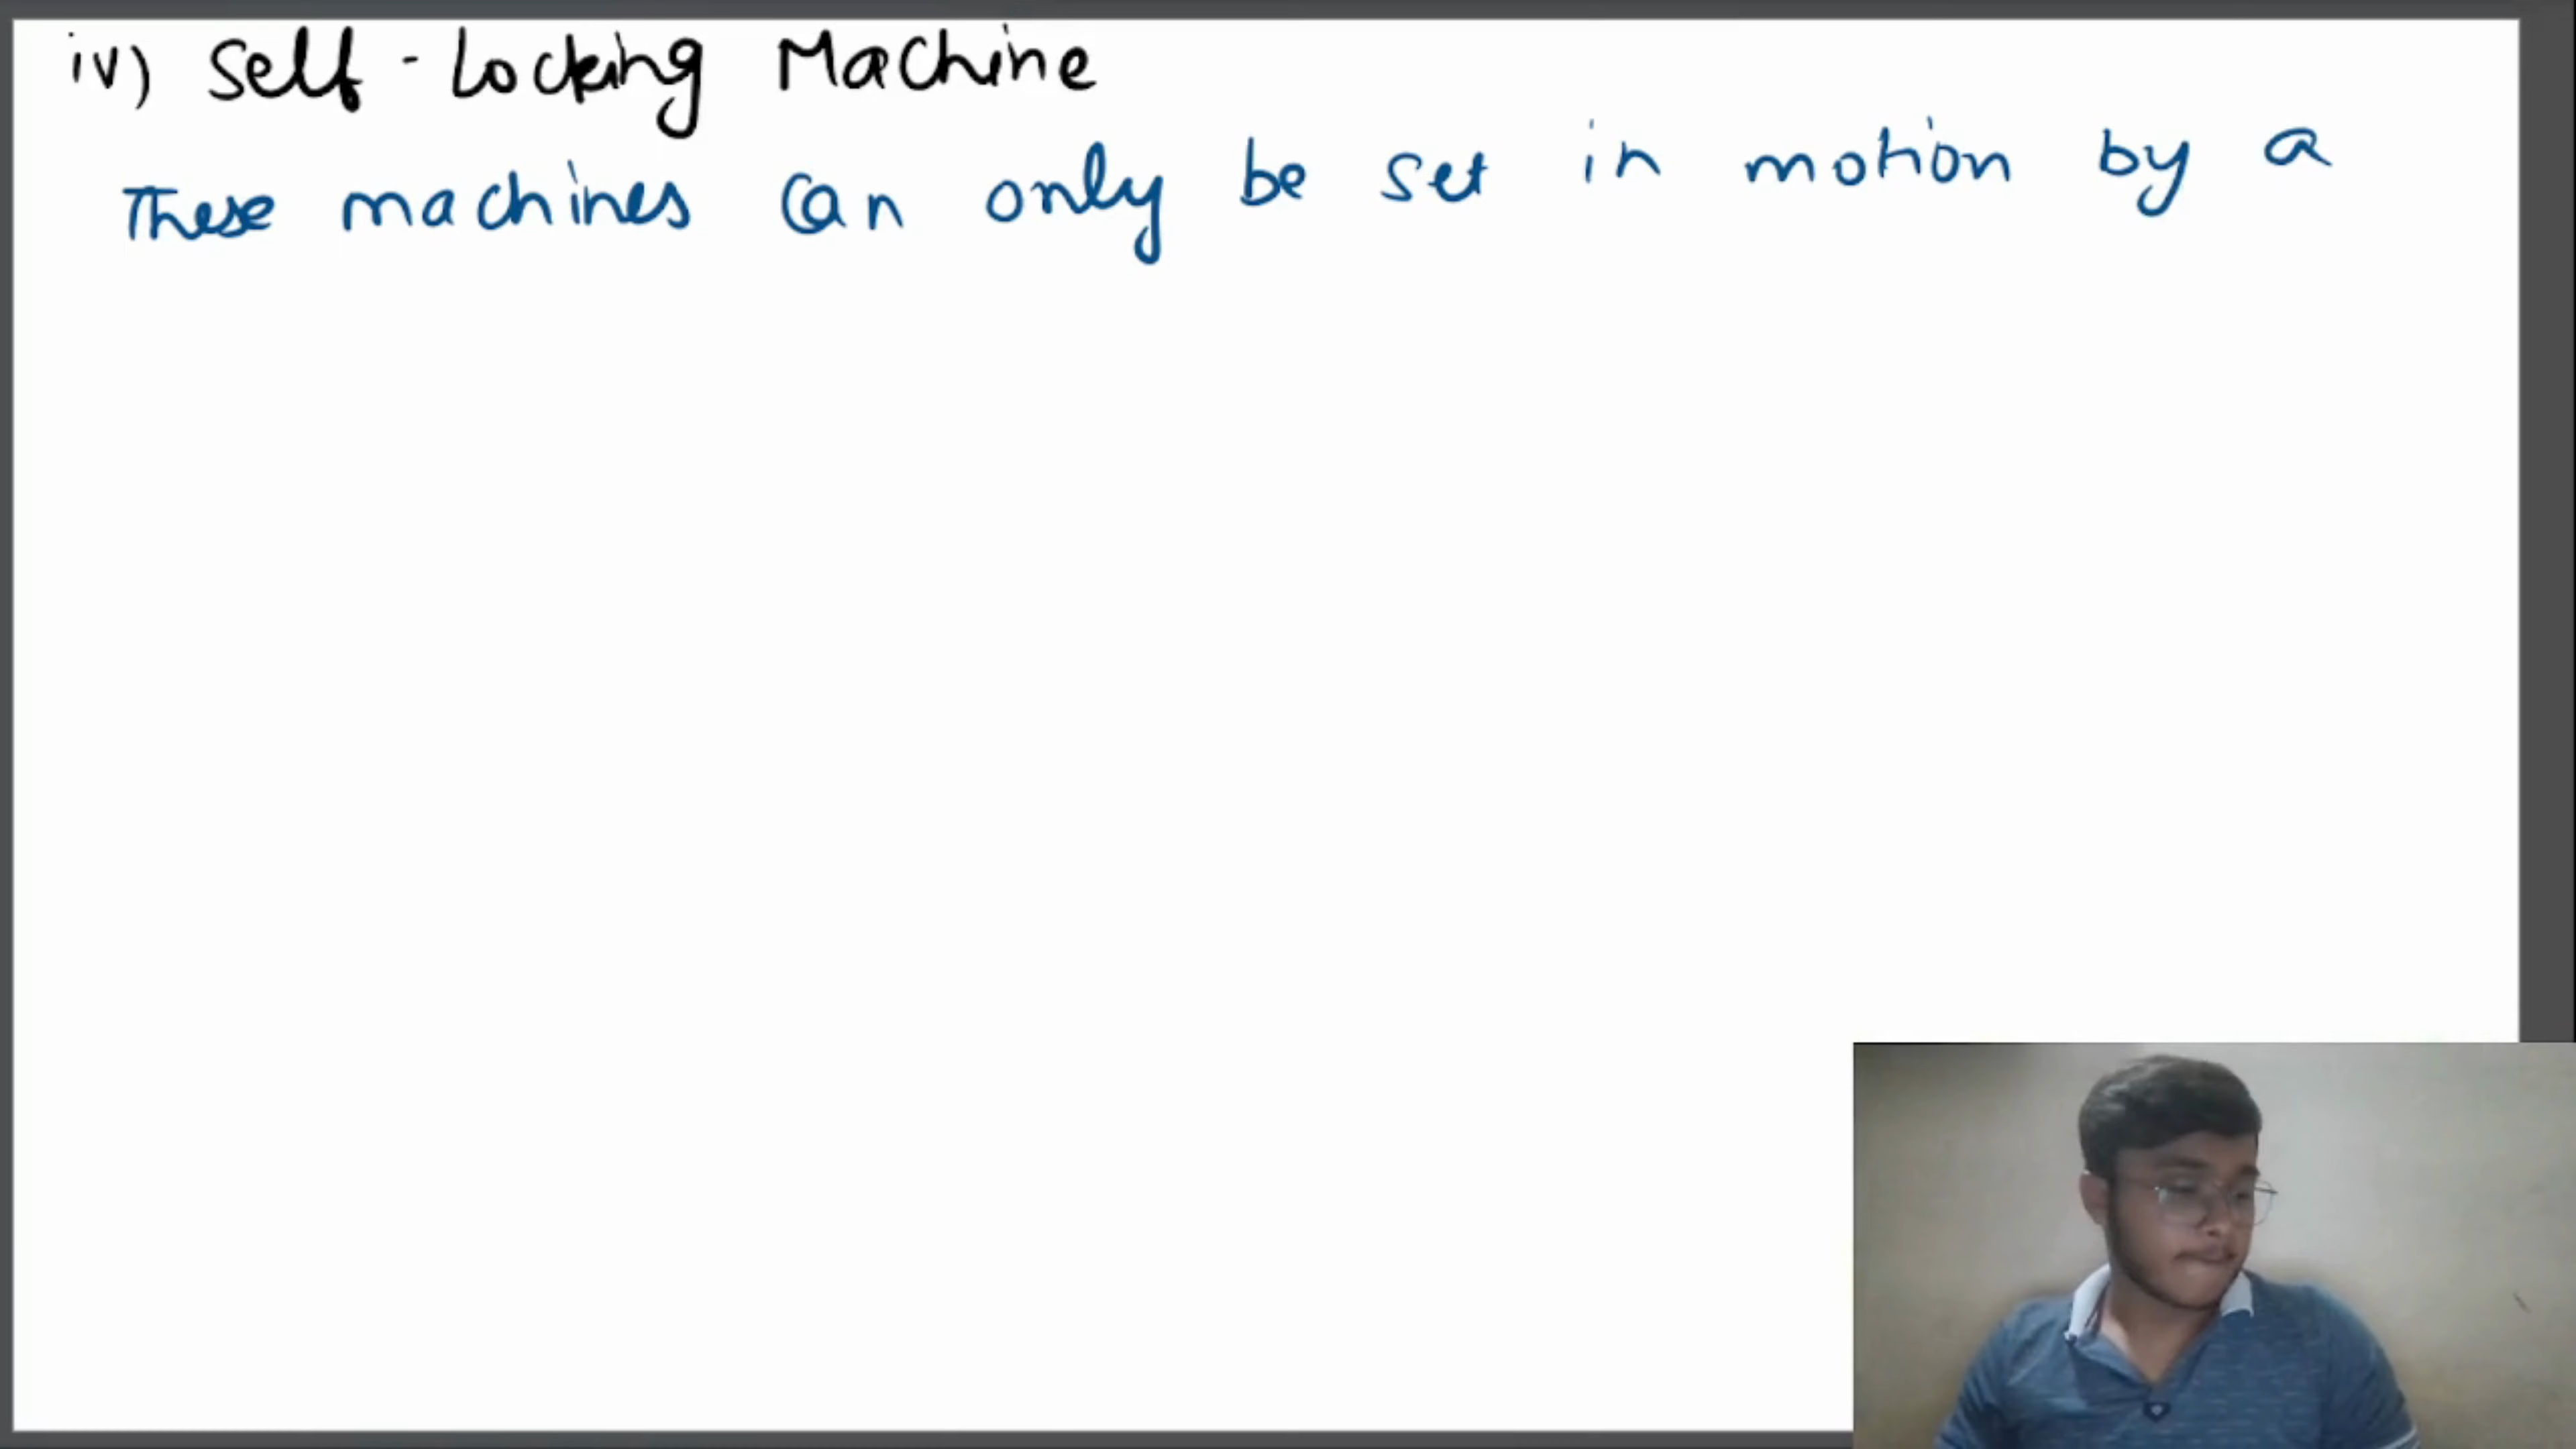 iv) Self - Locking Machine
These machines can only be set in motion by a